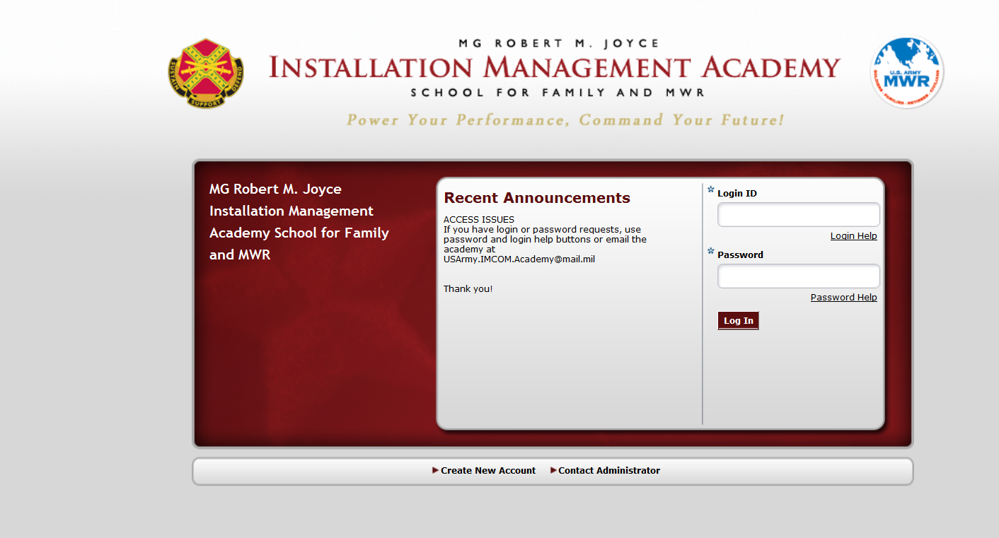 MG ROBERT M. JOYCE
INSTALLATION MANAGEMENT ACADEMY
SCHOOL FOR FAMILY AND MWR
Power Your Performance, Command Your Future!
SUSTAIN
SUPPORT
DEFEND
U.S. ARMY
MWR
SOLDIERS • FAMILIES • RETIREES • CIVILIANS
MG Robert M. Joyce
Installation Management
Academy School for Family
and MWR
Recent Announcements
ACCESS ISSUES
If you have login or password requests, use
password and login help buttons or email the
academy at
USArmy.IMCOM.Academy@mail.mil
Thank you!
* Login ID
Login Help
* Password
Password Help
Log In
Create New Account
Contact Administrator